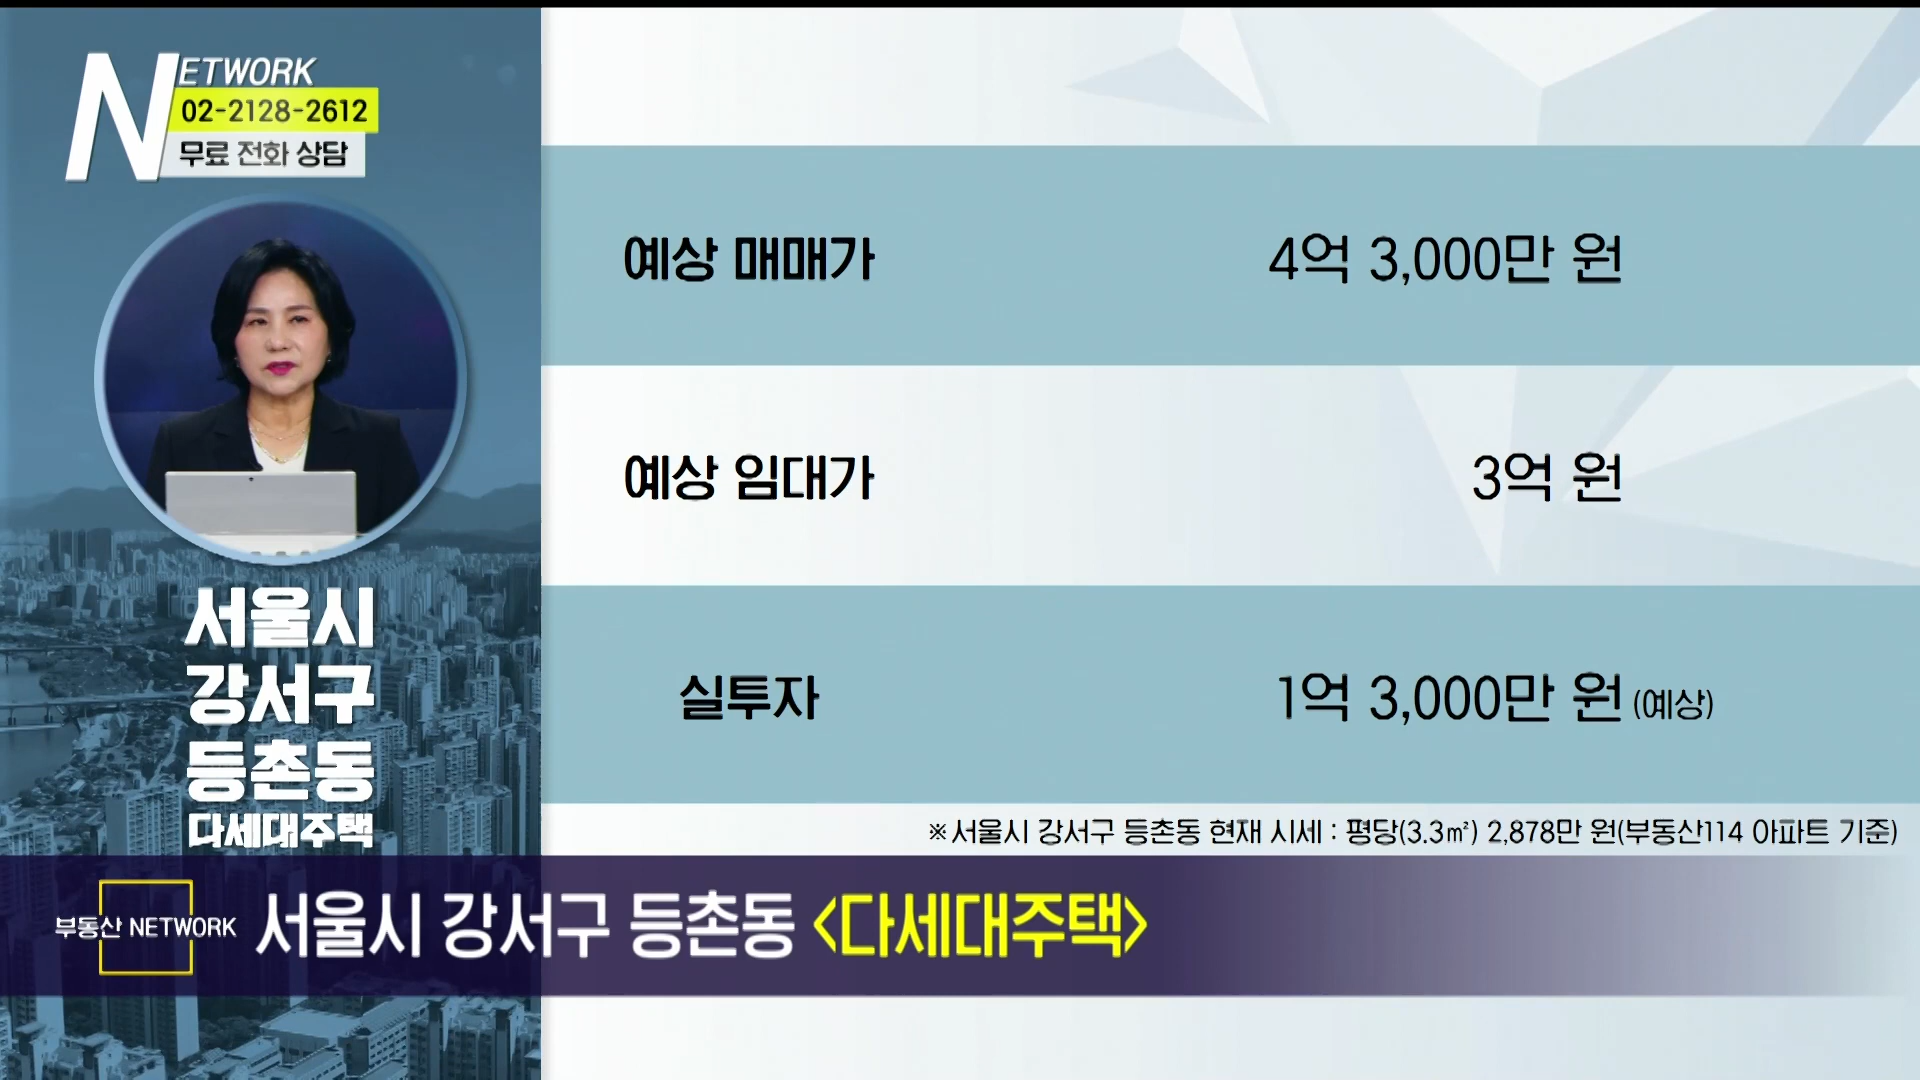 NETWORK
02-2128-2612
무료 전화 상담
서울시
강서구
등촌동
다세대주택
예상 매매가 4억 3,000만 원
예상 임대가 3억 원
실투자 1억 3,000만 원 (예상)
※ 서울시 강서구 등촌동 현재 시세 : 평당(3.3㎡) 2,878만 원(부동산114 아파트 기준)
부동산 NETWORK
서울시 강서구 등촌동 <다세대주택>